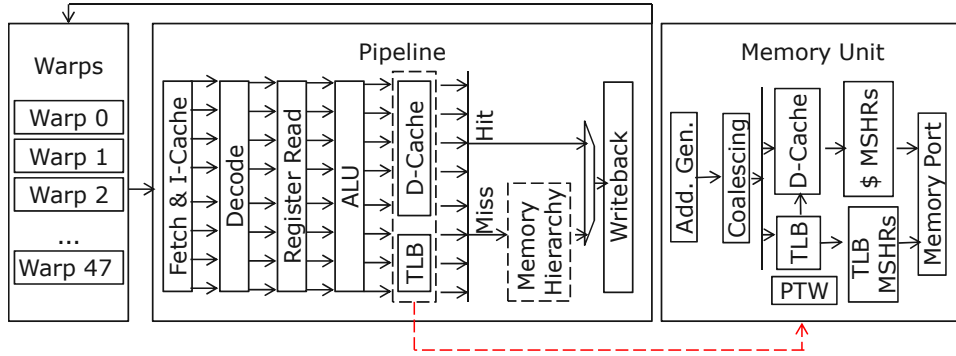 Warps
Warp 0
Warp 1
Warp 2
...
Warp 47
Pipeline
Fetch & I-Cache
Decode
Register Read
ALU
D-Cache
TLB
Hit
Miss
Memory
Hierarchy
Writeback
Memory Unit
Add. Gen.
Coalescing
D-Cache
TLB
PTW
$ MSHRs
TLB
MSHRs
Memory Port